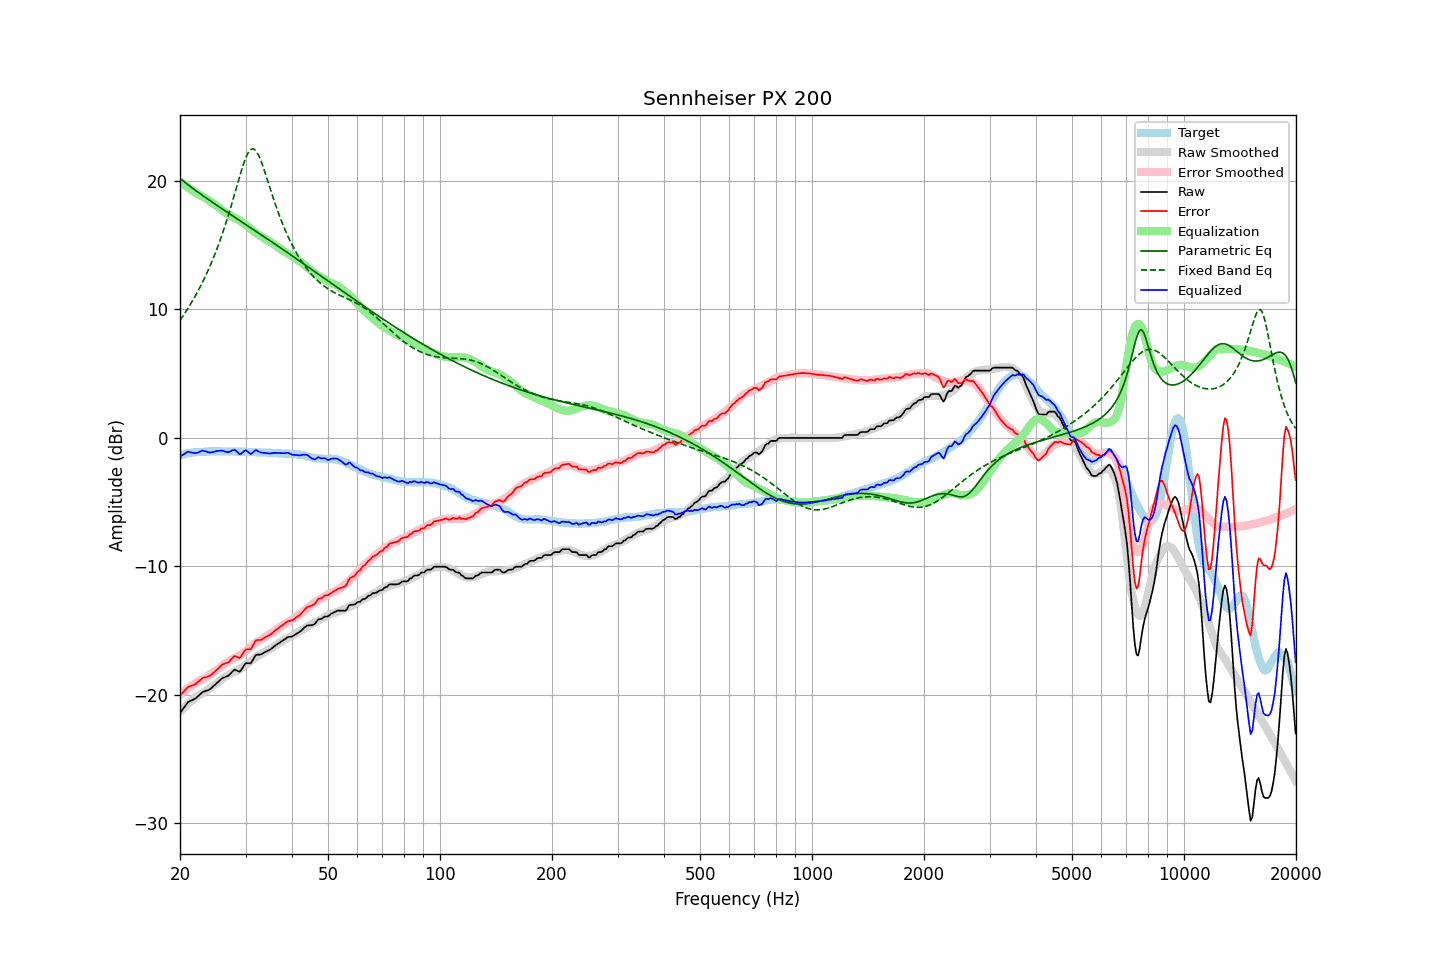 Sennheiser PX 200
Target
Raw Smoothed
Error Smoothed
Raw
Error
Equalization
Parametric Eq
Fixed Band Eq
Equalized
Amplitude (dBr)
20
10
0
−10
−20
−30
20
50
100
200
500
1000
2000
5000
10000
20000
Frequency (Hz)